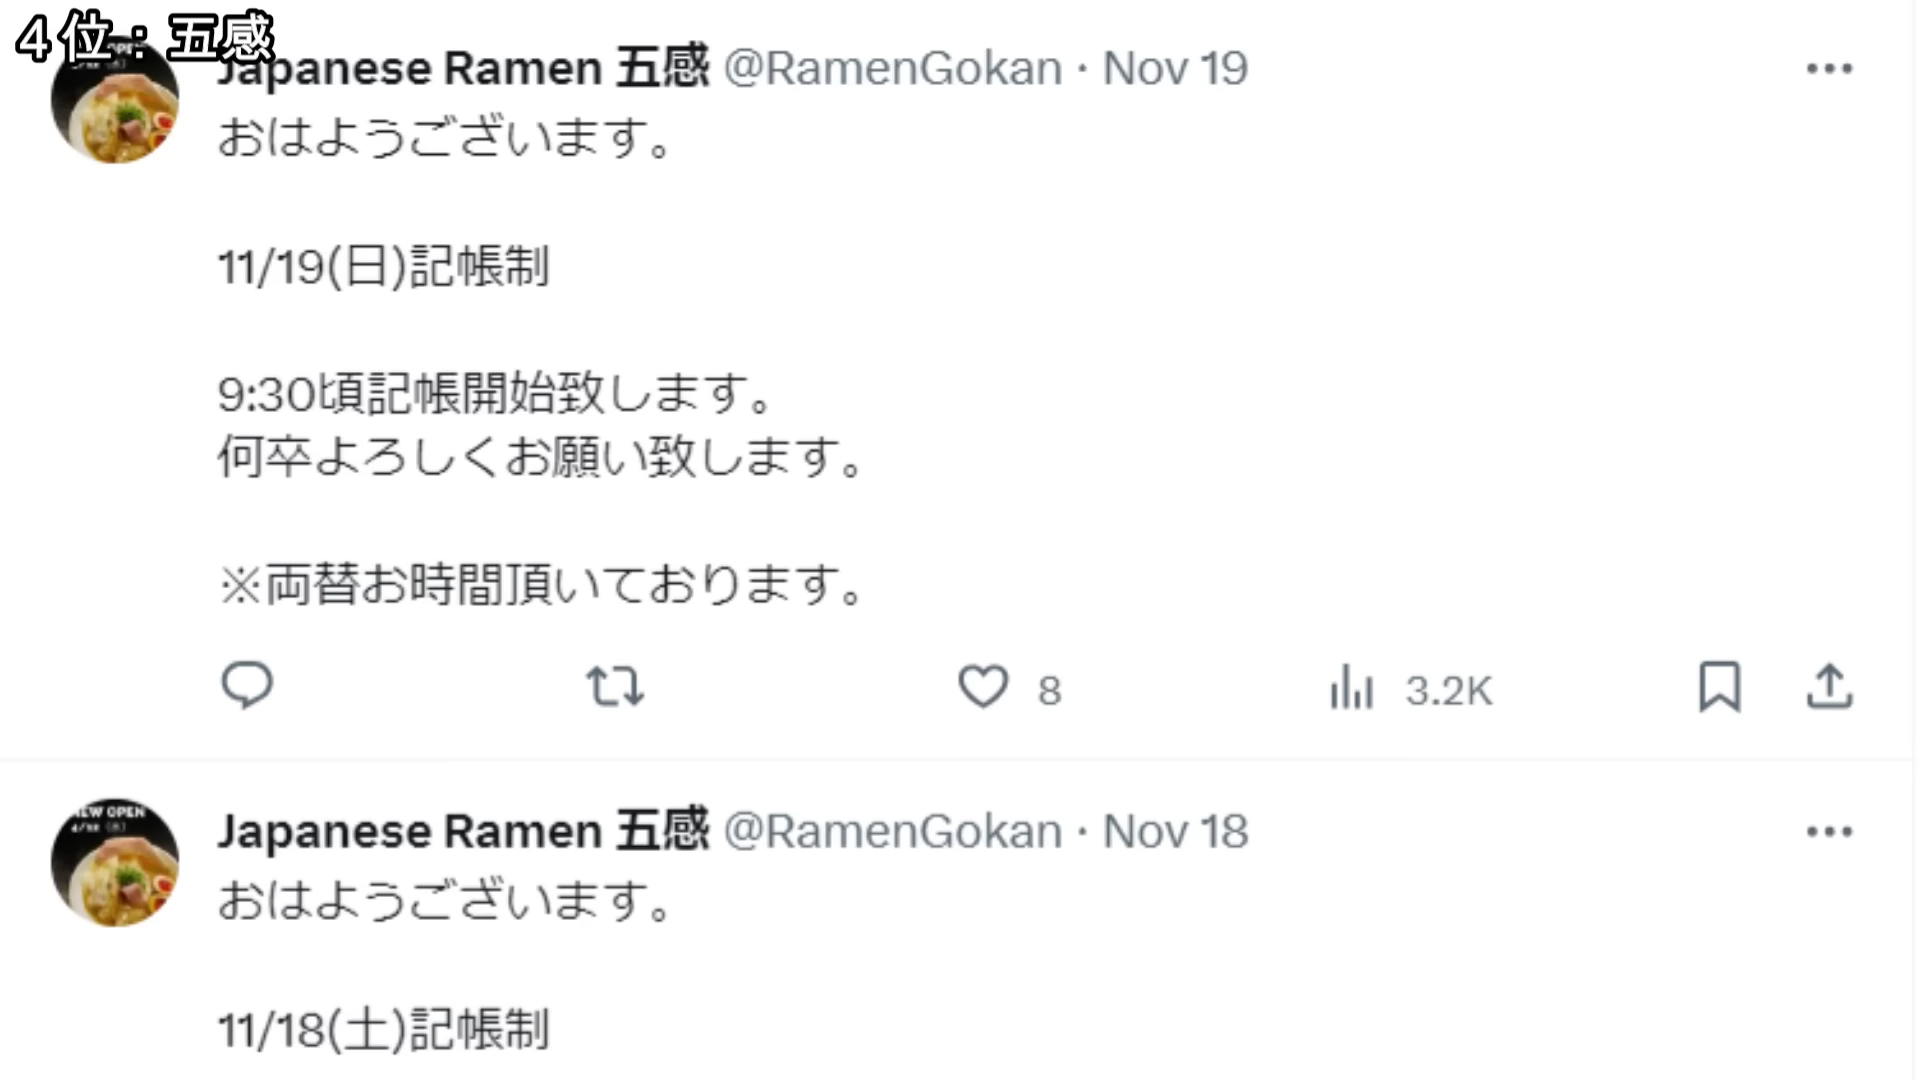 4位：五感
Japanese Ramen 五感 @RamenGokan · Nov 19
おはようございます。
11/19(日)記帳制
9:30頃記帳開始致します。
何卒よろしくお願い致します。
※両替お時間頂いております。
8
3.2K
NEW OPEN
Japanese Ramen 五感 @RamenGokan · Nov 18
おはようございます。
11/18(土)記帳制